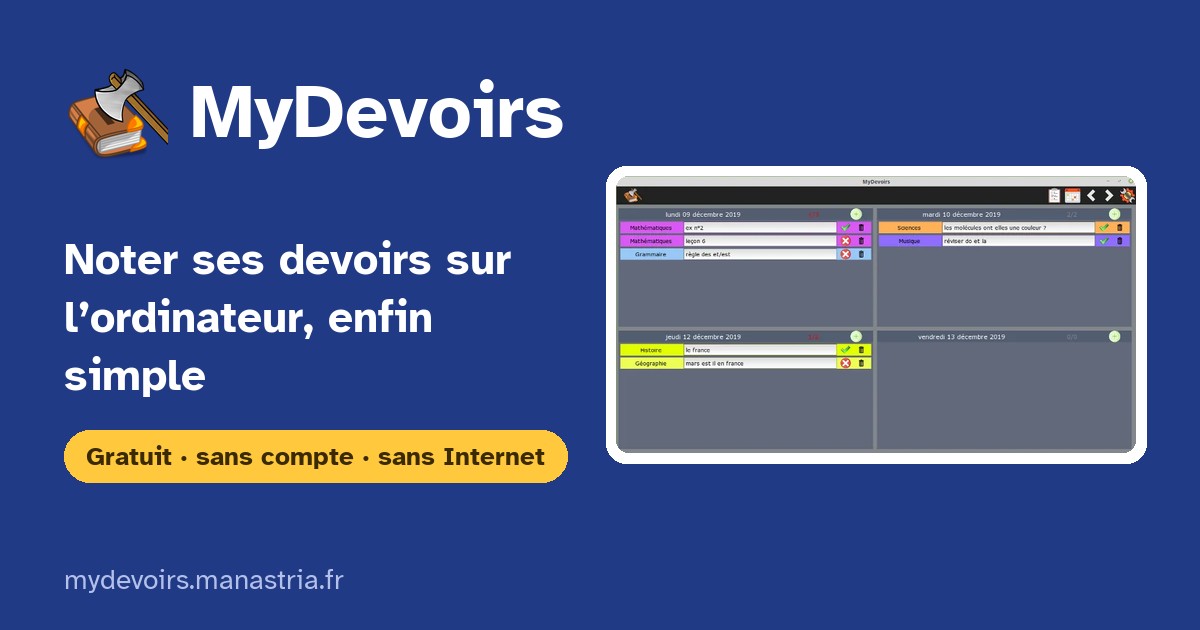 MyDevoirs
Noter ses devoirs sur
l’ordinateur, enfin
simple
Gratuit · sans compte · sans Internet
mydevoirs.manastria.fr
MyDevoirs
lundi 09 décembre 2019
Mathématiques ex n°2
Mathématiques leçon 6
Grammaire règle des et/est
mardi 10 décembre 2019 2/2
Sciences les molécules ont elles une couleur ?
Musique réviser do et la
jeudi 12 décembre 2019
Histoire le france
Géographie mars est il en france
vendredi 13 décembre 2019 0/0